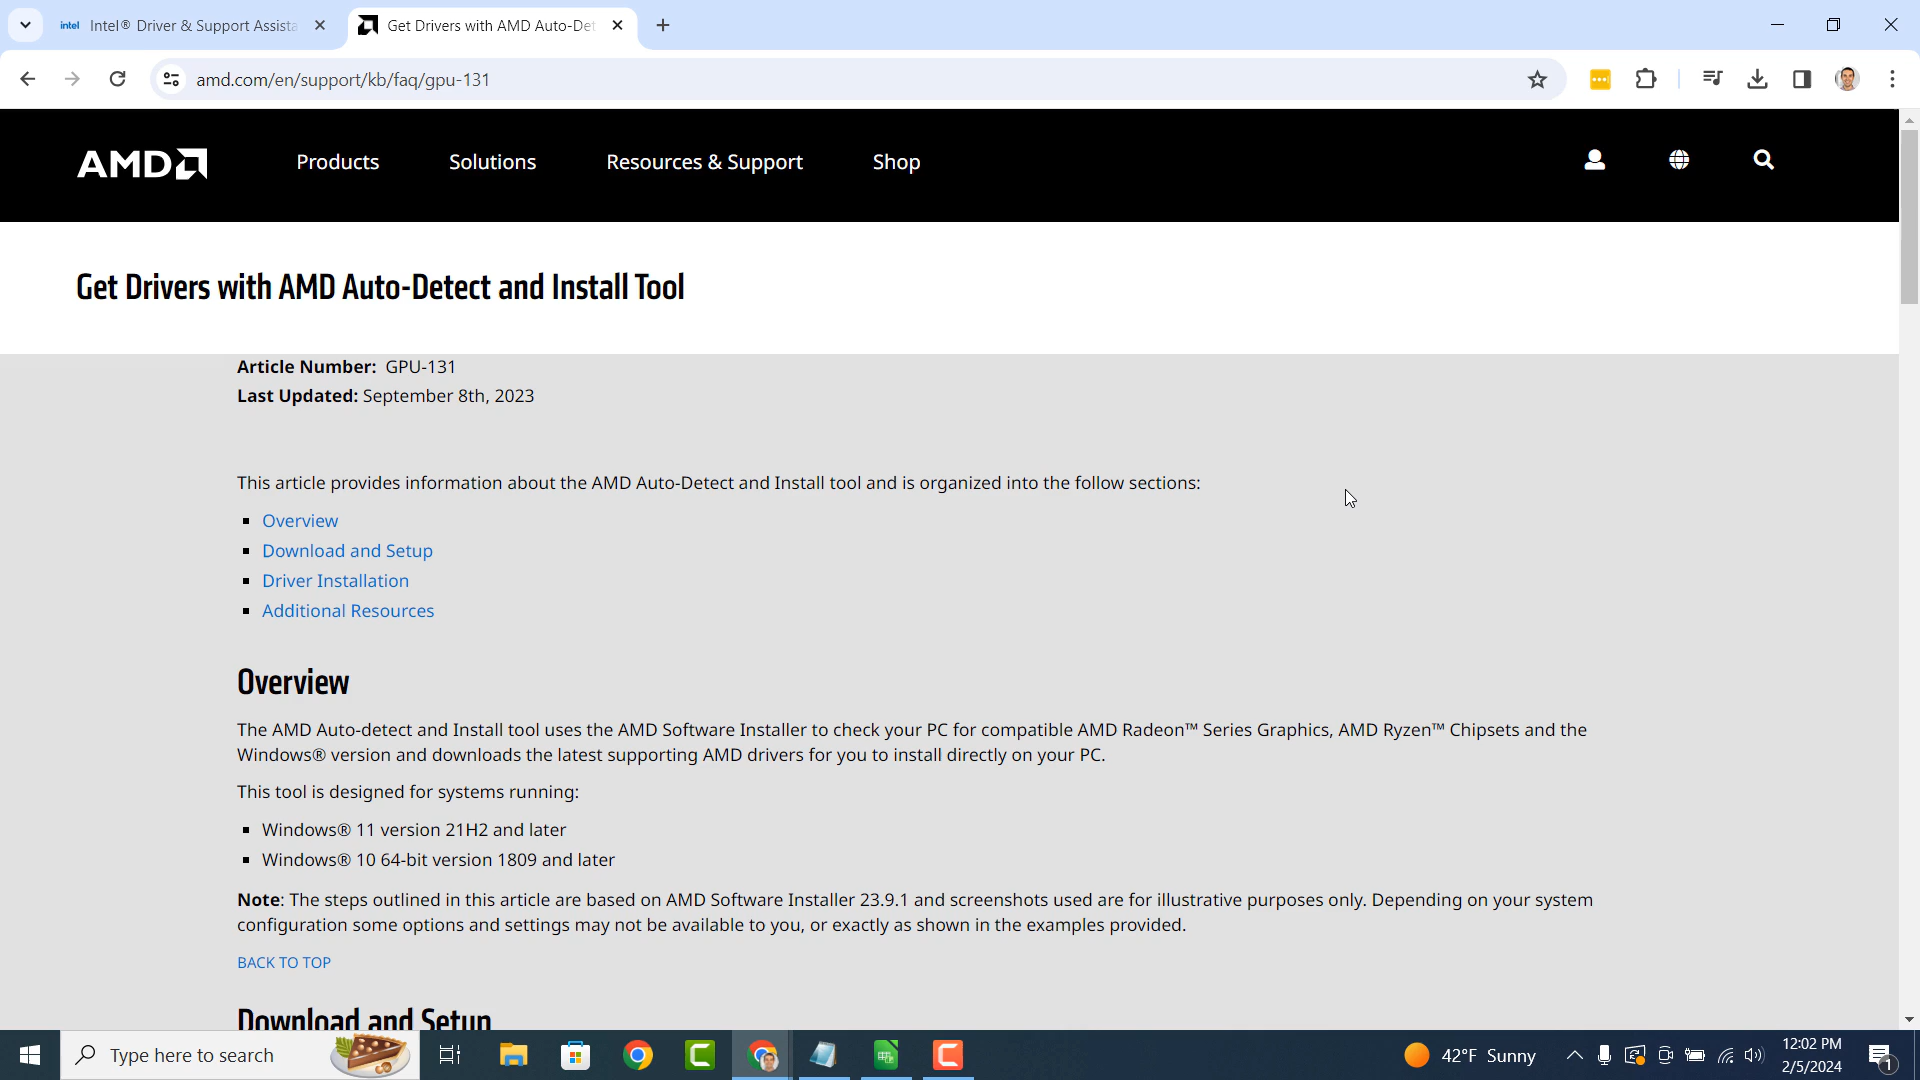 intel Intel® Driver & Support Assista
Get Drivers with AMD Auto-Det
amd.com/en/support/kb/faq/gpu-131
AMD
Products
Solutions
Resources & Support
Shop
Get Drivers with AMD Auto-Detect and Install Tool
Article Number: GPU-131
Last Updated: September 8th, 2023
This article provides information about the AMD Auto-Detect and Install tool and is organized into the follow sections:
Overview
Download and Setup
Driver Installation
Additional Resources
Overview
The AMD Auto-detect and Install tool uses the AMD Software Installer to check your PC for compatible AMD Radeon™ Series Graphics, AMD Ryzen™ Chipsets and the
Windows® version and downloads the latest supporting AMD drivers for you to install directly on your PC.
This tool is designed for systems running:
Windows® 11 version 21H2 and later
Windows® 10 64-bit version 1809 and later
Note: The steps outlined in this article are based on AMD Software Installer 23.9.1 and screenshots used are for illustrative purposes only. Depending on your system
configuration some options and settings may not be available to you, or exactly as shown in the examples provided.
BACK TO TOP
Download and Setup
Type here to search
42°F Sunny
12:02 PM
2/5/2024
1